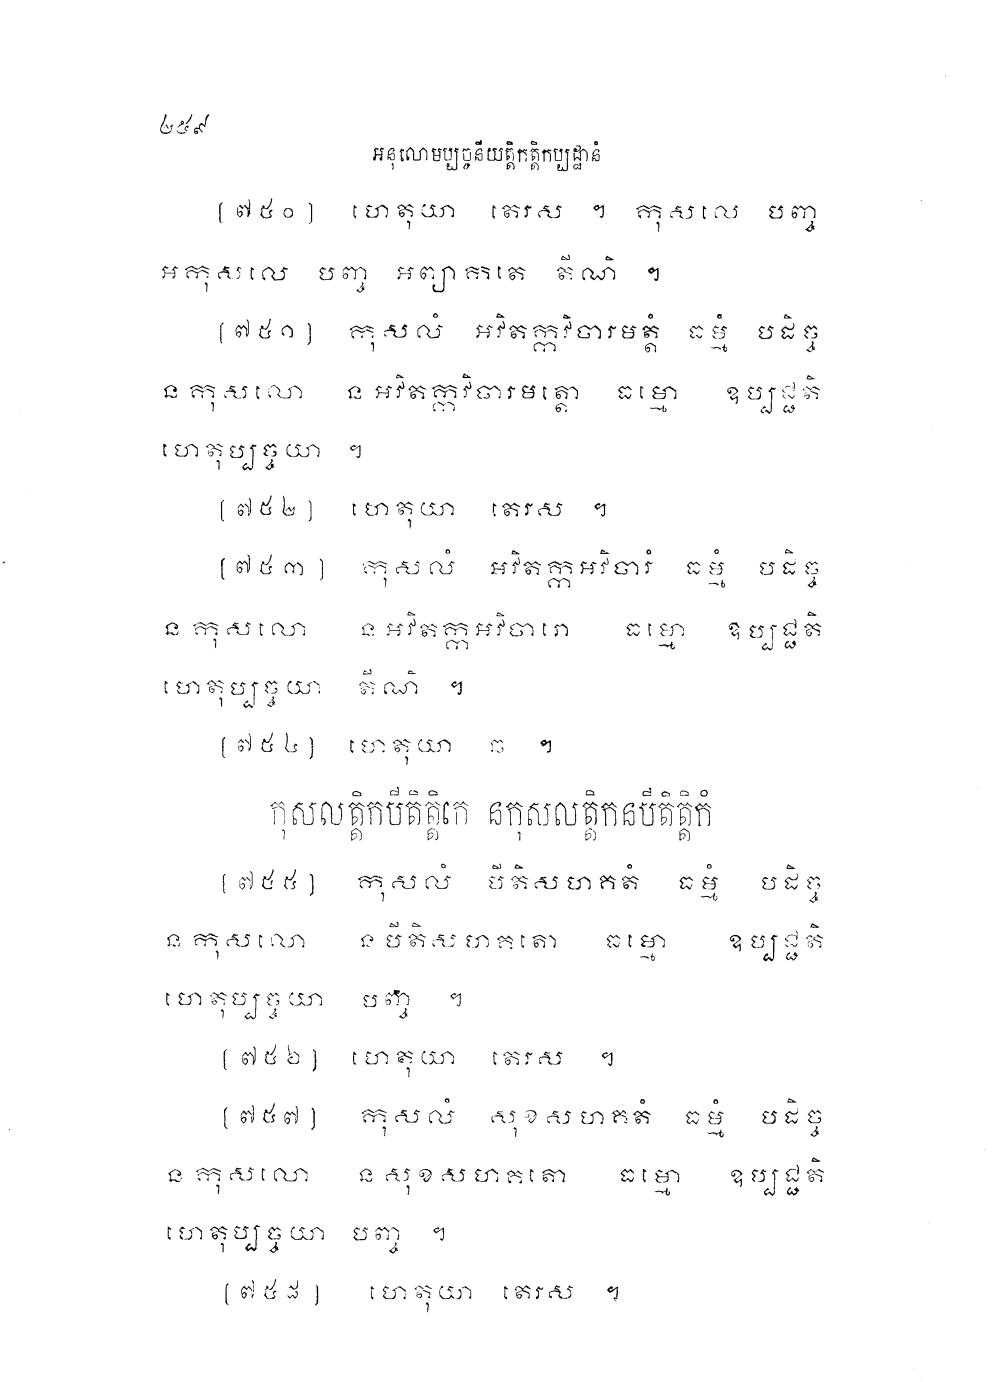 ២៥៩
អនុលោមប្បច្ចនីយត្តិកត្តិកប្បដ្ឋានំ
[៧៥០] ហេតុយា តេរស ។ កុសលេ បញ្ច
អកុសលេ បញ្ច អព្យាកតេ តីណិ ។
[៧៥១] កុសលំ អវិតក្កវិចារមត្តំ ធម្មំ បដិច្ច
ន កុសលោ ន អវិតក្កវិចារមត្តោ ធម្មោ ឧប្បជ្ជតិ
ហេតុប្បច្ចយា ។
[៧៥២] ហេតុយា តេរស ។
[៧៥៣] កុសលំ អវិតក្កអវិចារំ ធម្មំ បដិច្ច
ន កុសលោ ន អវិតក្កអវិចារោ ធម្មោ ឧប្បជ្ជតិ
ហេតុប្បច្ចយា តីណិ ។
[៧៥៤] ហេតុយា ឆ ។
កុសលត្តិកបីតិត្តិកេ នកុសលត្តិកនបីតិត្តិកំ
[៧៥៥] កុសលំ បីតិសហគតំ ធម្មំ បដិច្ច
ន កុសលោ ន បីតិសហគតោ ធម្មោ ឧប្បជ្ជតិ
ហេតុប្បច្ចយា បញ្ច ។
[៧៥៦] ហេតុយា តេរស ។
[៧៥៧] កុសលំ សុខសហគតំ ធម្មំ បដិច្ច
ន កុសលោ ន សុខសហគតោ ធម្មោ ឧប្បជ្ជតិ
ហេតុប្បច្ចយា បញ្ច ។
[៧៥៨] ហេតុយា តេរស ។